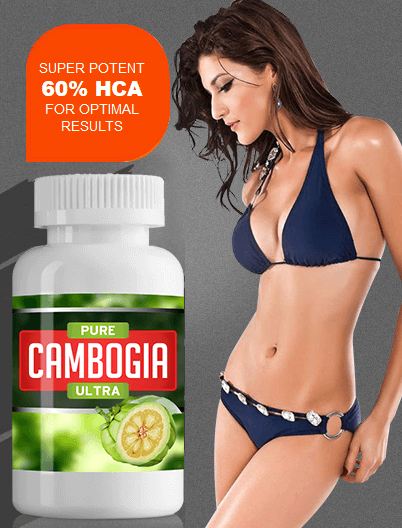 SUPER POTENT
60% HCA
FOR OPTIMAL
RESULTS
PURE
CAMBOGIA
ULTRA